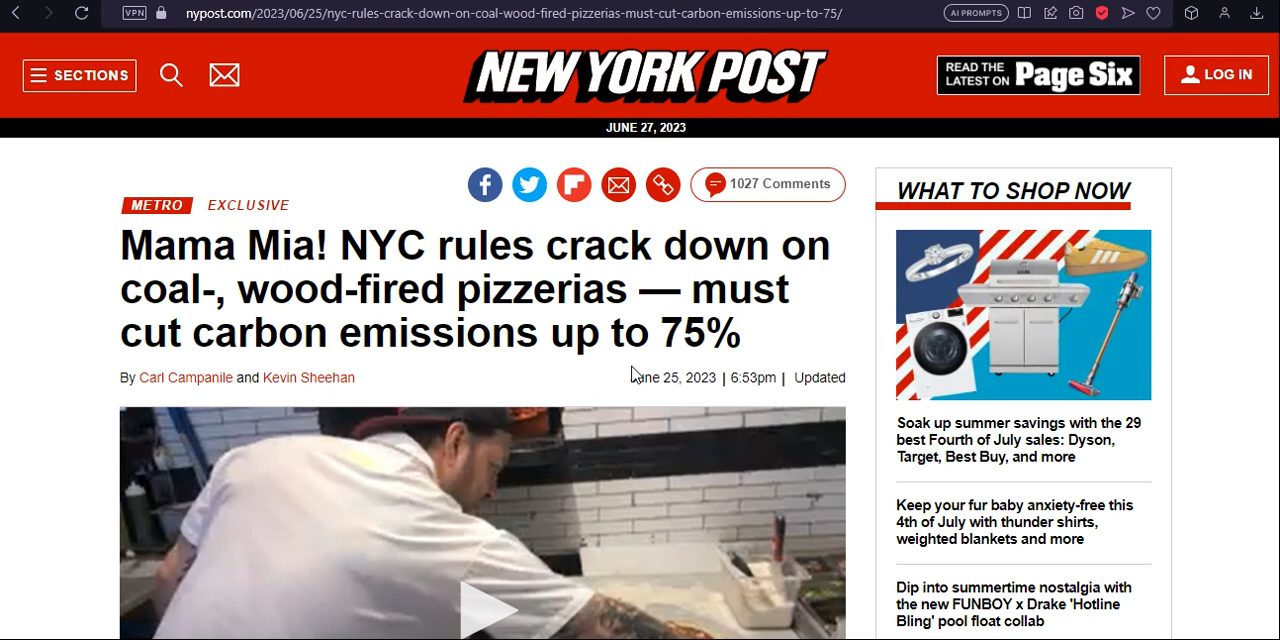 VPN
nypost.com/2023/06/25/nyc-rules-crack-down-on-coal-wood-fired-pizzerias-must-cut-carbon-emissions-up-to-75/
AI PROMPTS
SECTIONS
NEW YORK POST
READ THE
LATEST ON
Page Six
LOG IN
JUNE 27, 2023
1027 Comments
METRO EXCLUSIVE
Mama Mia! NYC rules crack down on
coal-, wood-fired pizzerias — must
cut carbon emissions up to 75%
By Carl Campanile and Kevin Sheehan
June 25, 2023 | 6:53pm | Updated
WHAT TO SHOP NOW
Soak up summer savings with the 29
best Fourth of July sales: Dyson,
Target, Best Buy, and more
Keep your fur baby anxiety-free this
4th of July with thunder shirts,
weighted blankets and more
Dip into summertime nostalgia with
the new FUNBOY x Drake 'Hotline
Bling' pool float collab